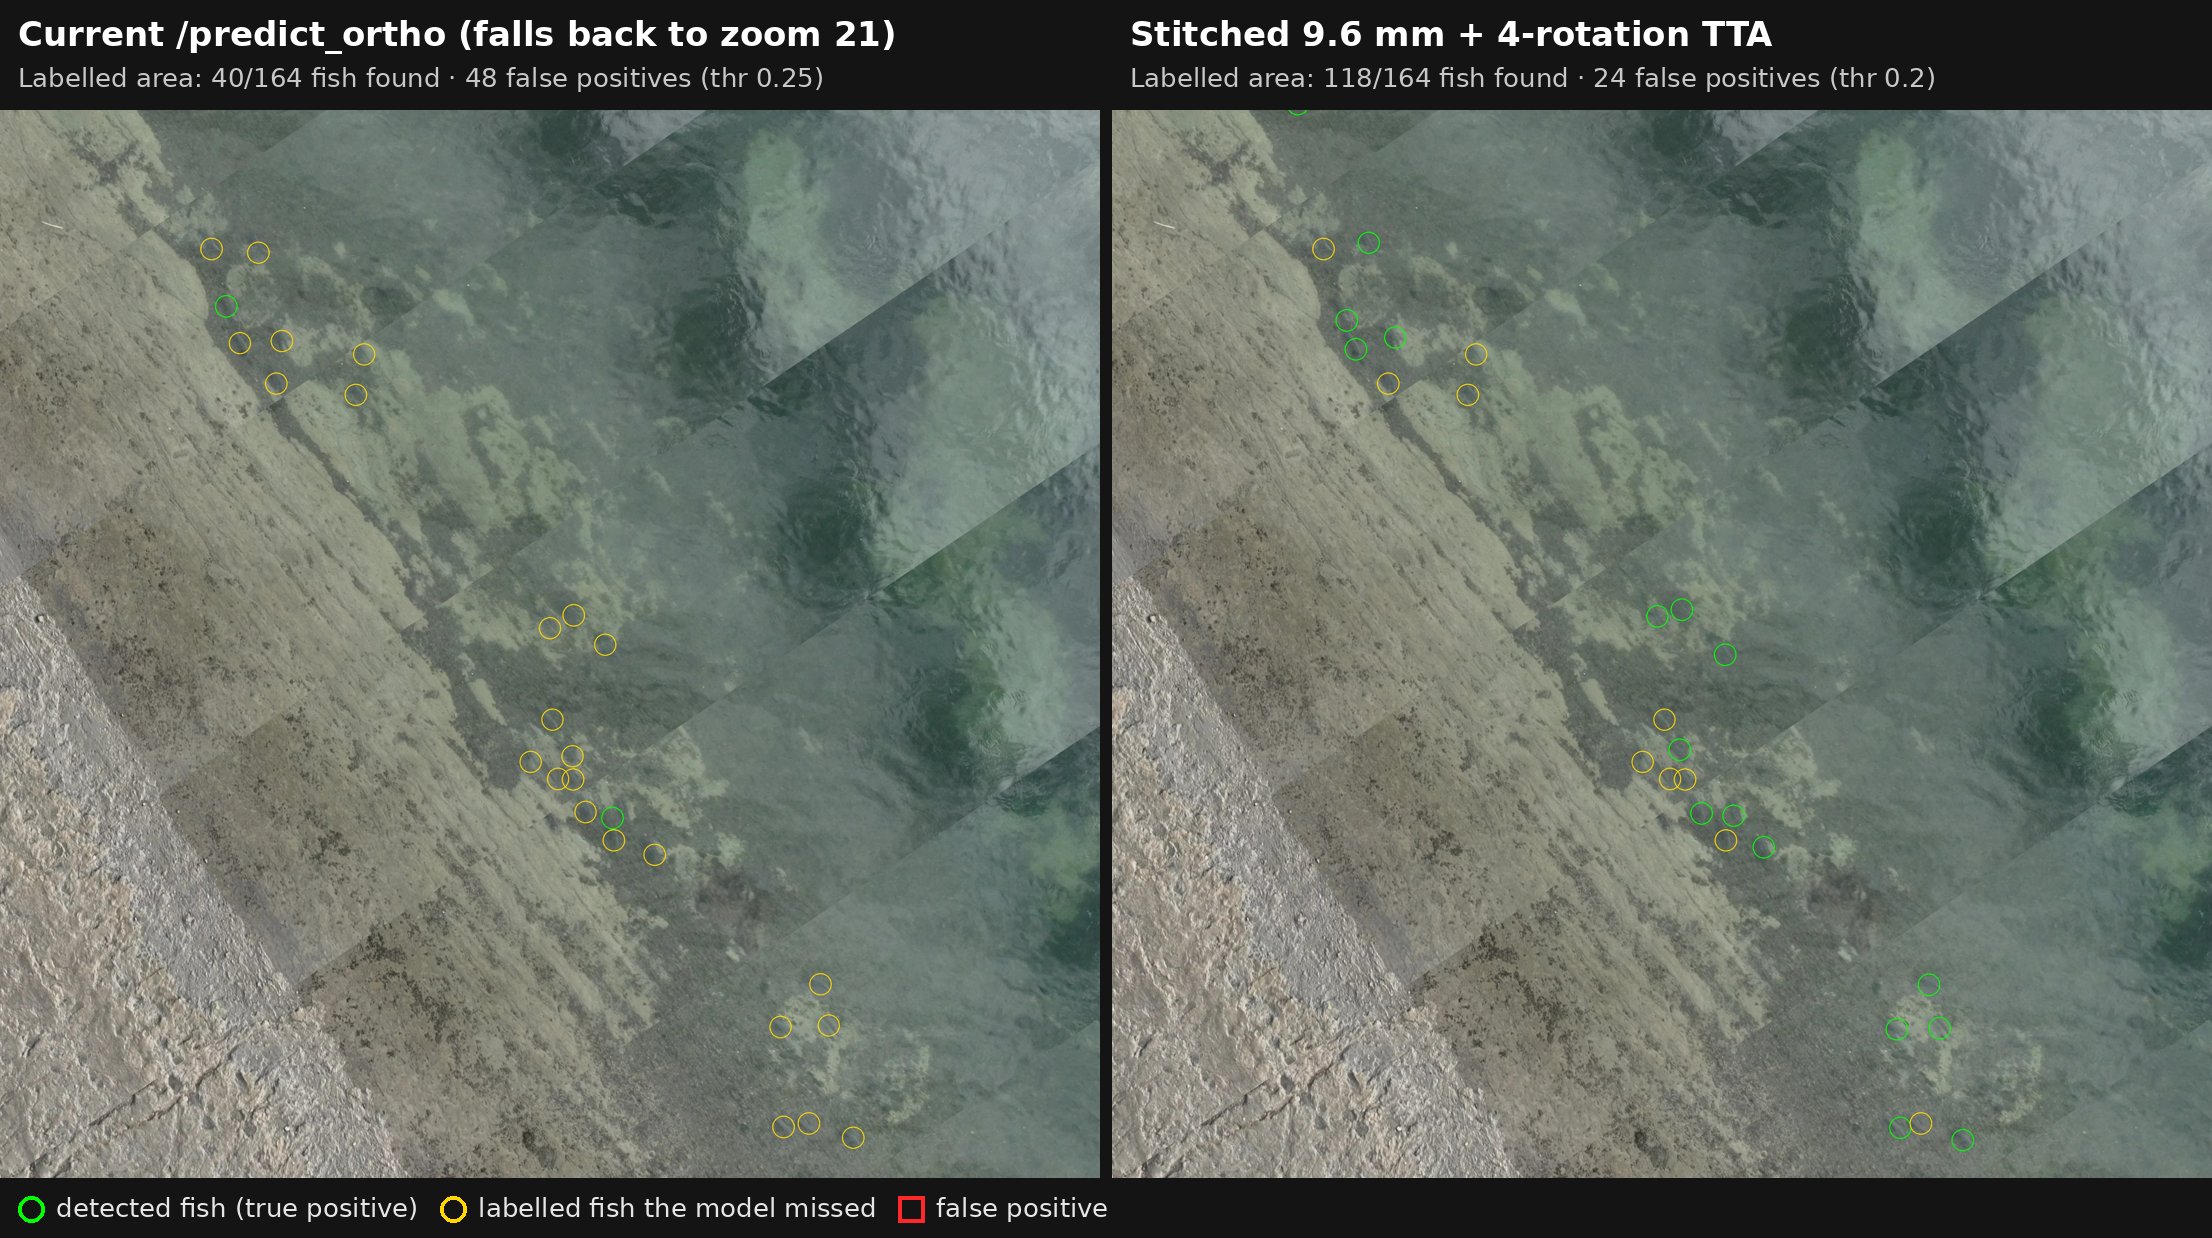 Current /predict_ortho (falls back to zoom 21)
Labelled area: 40/164 fish found · 48 false positives (thr 0.25)
Stitched 9.6 mm + 4-rotation TTA
Labelled area: 118/164 fish found · 24 false positives (thr 0.2)
detected fish (true positive)
labelled fish the model missed
false positive